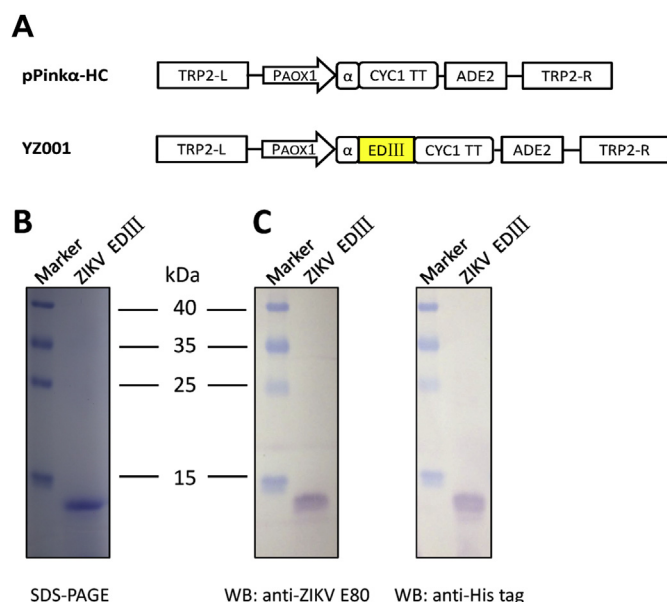 A
pPinkα-HC
TRP2-L PAOX1 α CYC1 TT ADE2 TRP2-R
YZ001
TRP2-L PAOX1 α EDIII CYC1 TT ADE2 TRP2-R
B
Marker
ZIKV EDIII
kDa
40
35
25
15
SDS-PAGE
C
Marker
ZIKV EDIII
WB: anti-ZIKV E80
Marker
ZIKV EDIII
WB: anti-His tag